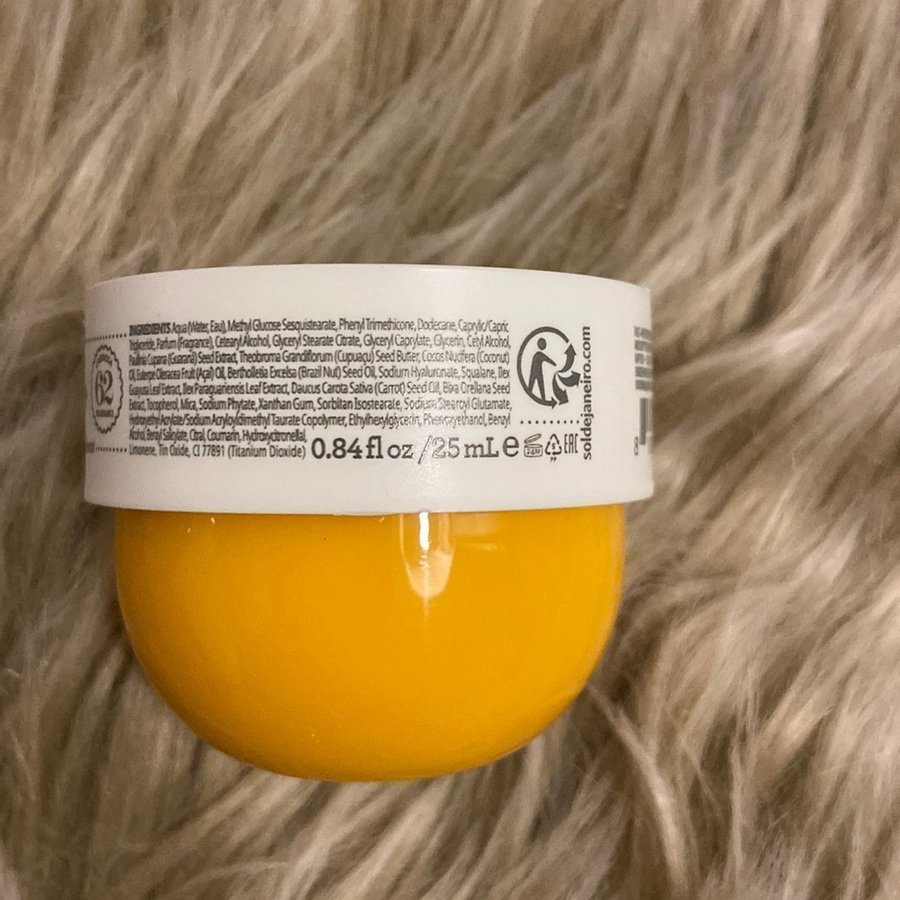 INGREDIENTS Aqua (Water, Eau), Methyl Glucose Sesquistearate, Phenyl Trimethicone, Dodecane, Caprylic/Capric
Triglyceride, Parfum (Fragrance), Cetearyl Alcohol, Glyceryl Stearate Citrate, Glyceryl Caprylate, Glycerin, Cetyl Alcohol,
Paullinia Cupana (Guaraná) Seed Extract, Theobroma Grandiflorum (Cupuaçu) Seed Butter, Cocos Nucifera (Coconut)
Oil, Euterpe Oleracea Fruit (Açaí) Oil, Bertholletia Excelsa (Brazil Nut) Seed Oil, Sodium Hyaluronate, Squalane, Ilex
Guayusa Leaf Extract, Ilex Paraguariensis Leaf Extract, Daucus Carota Sativa (Carrot) Seed Oil, Bixa Orellana Seed
Extract, Tocopherol, Mica, Sodium Phytate, Xanthan Gum, Sorbitan Isostearate, Sodium Stearoyl Glutamate,
Hydroxyethyl Acrylate/Sodium Acryloyldimethyl Taurate Copolymer, Ethylhexylglycerin, Phenoxyethanol, Benzyl
Alcohol, Benzyl Salicylate, Citral, Coumarin, Hydroxycitronellal,
Limonene, Tin Oxide, CI 77891 (Titanium Dioxide) 0.84 fl oz / 25 mL e 24M EAC
62
soldejaneiro.com
8